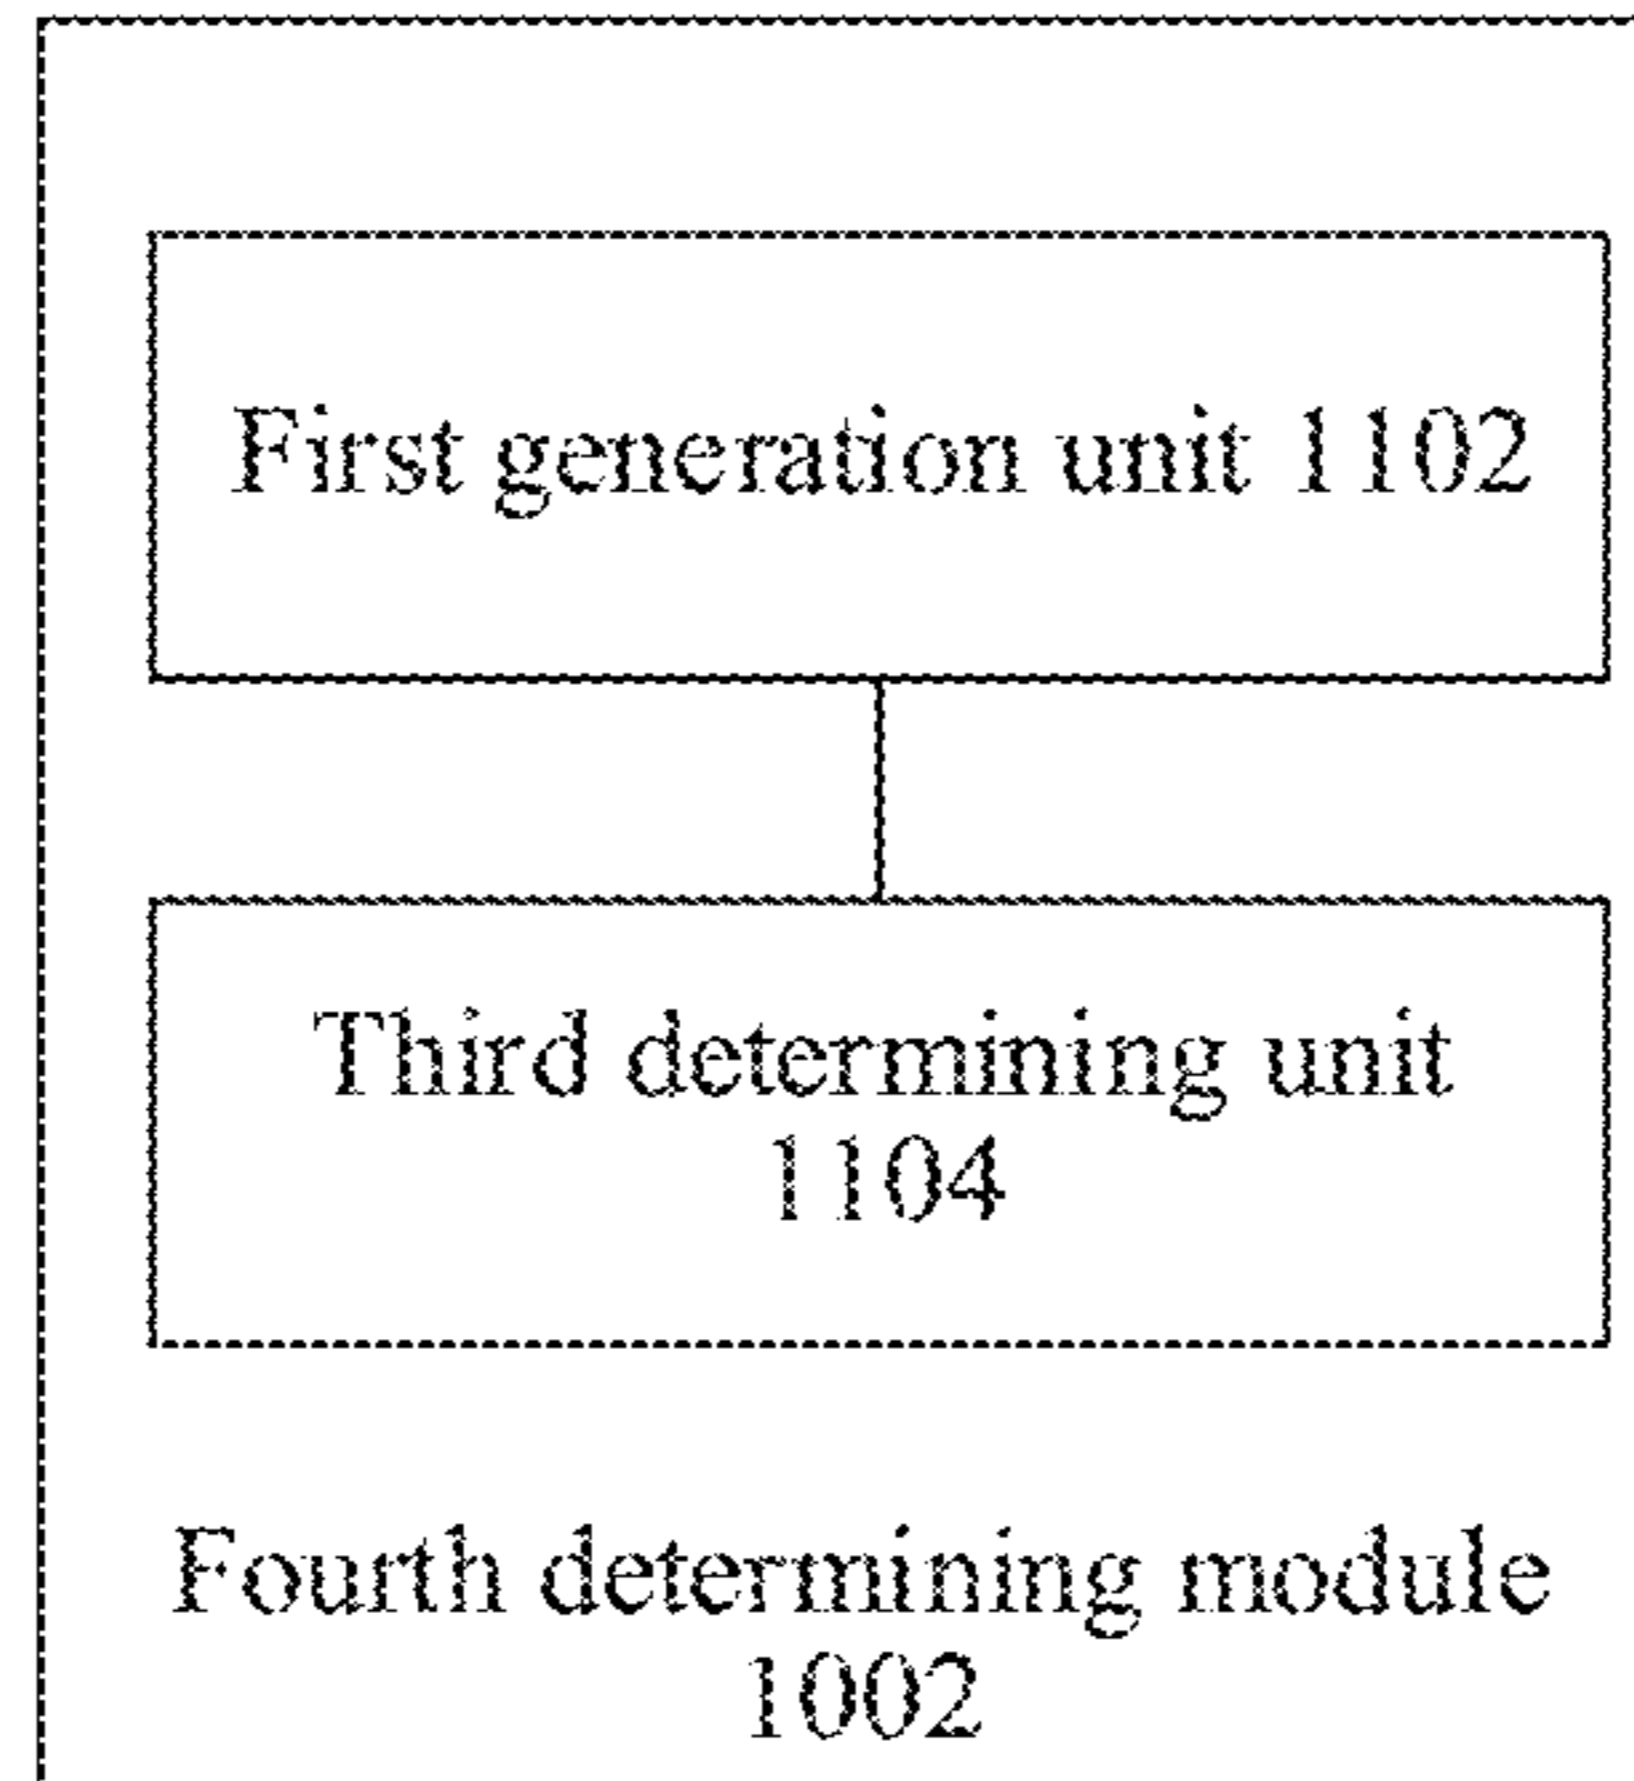 First generation unit 1102
Third determining unit
1104
Fourth determining module
1002